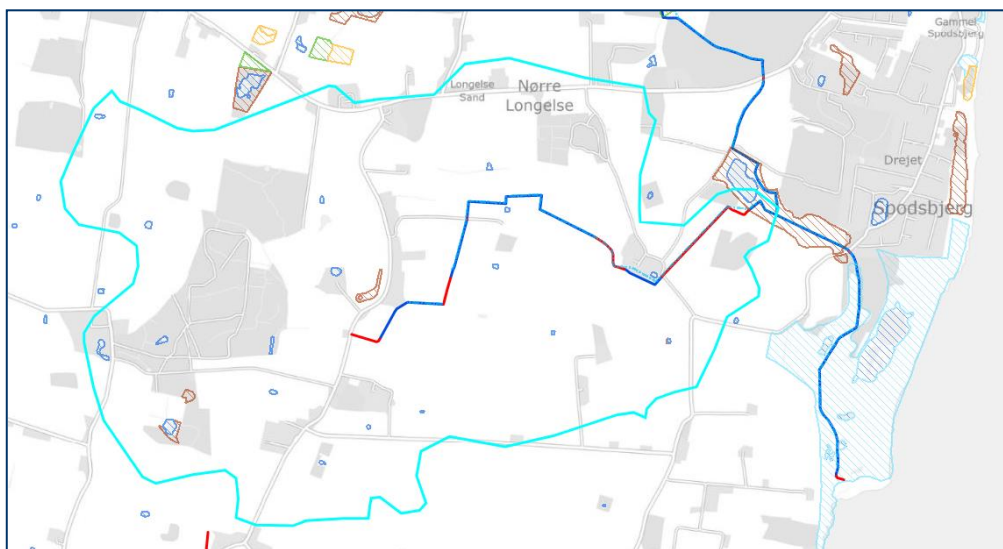 Gammel
Spodsbjerg
Longelse
Sand
Nørre
Longelse
Drejet
Spodsbjerg